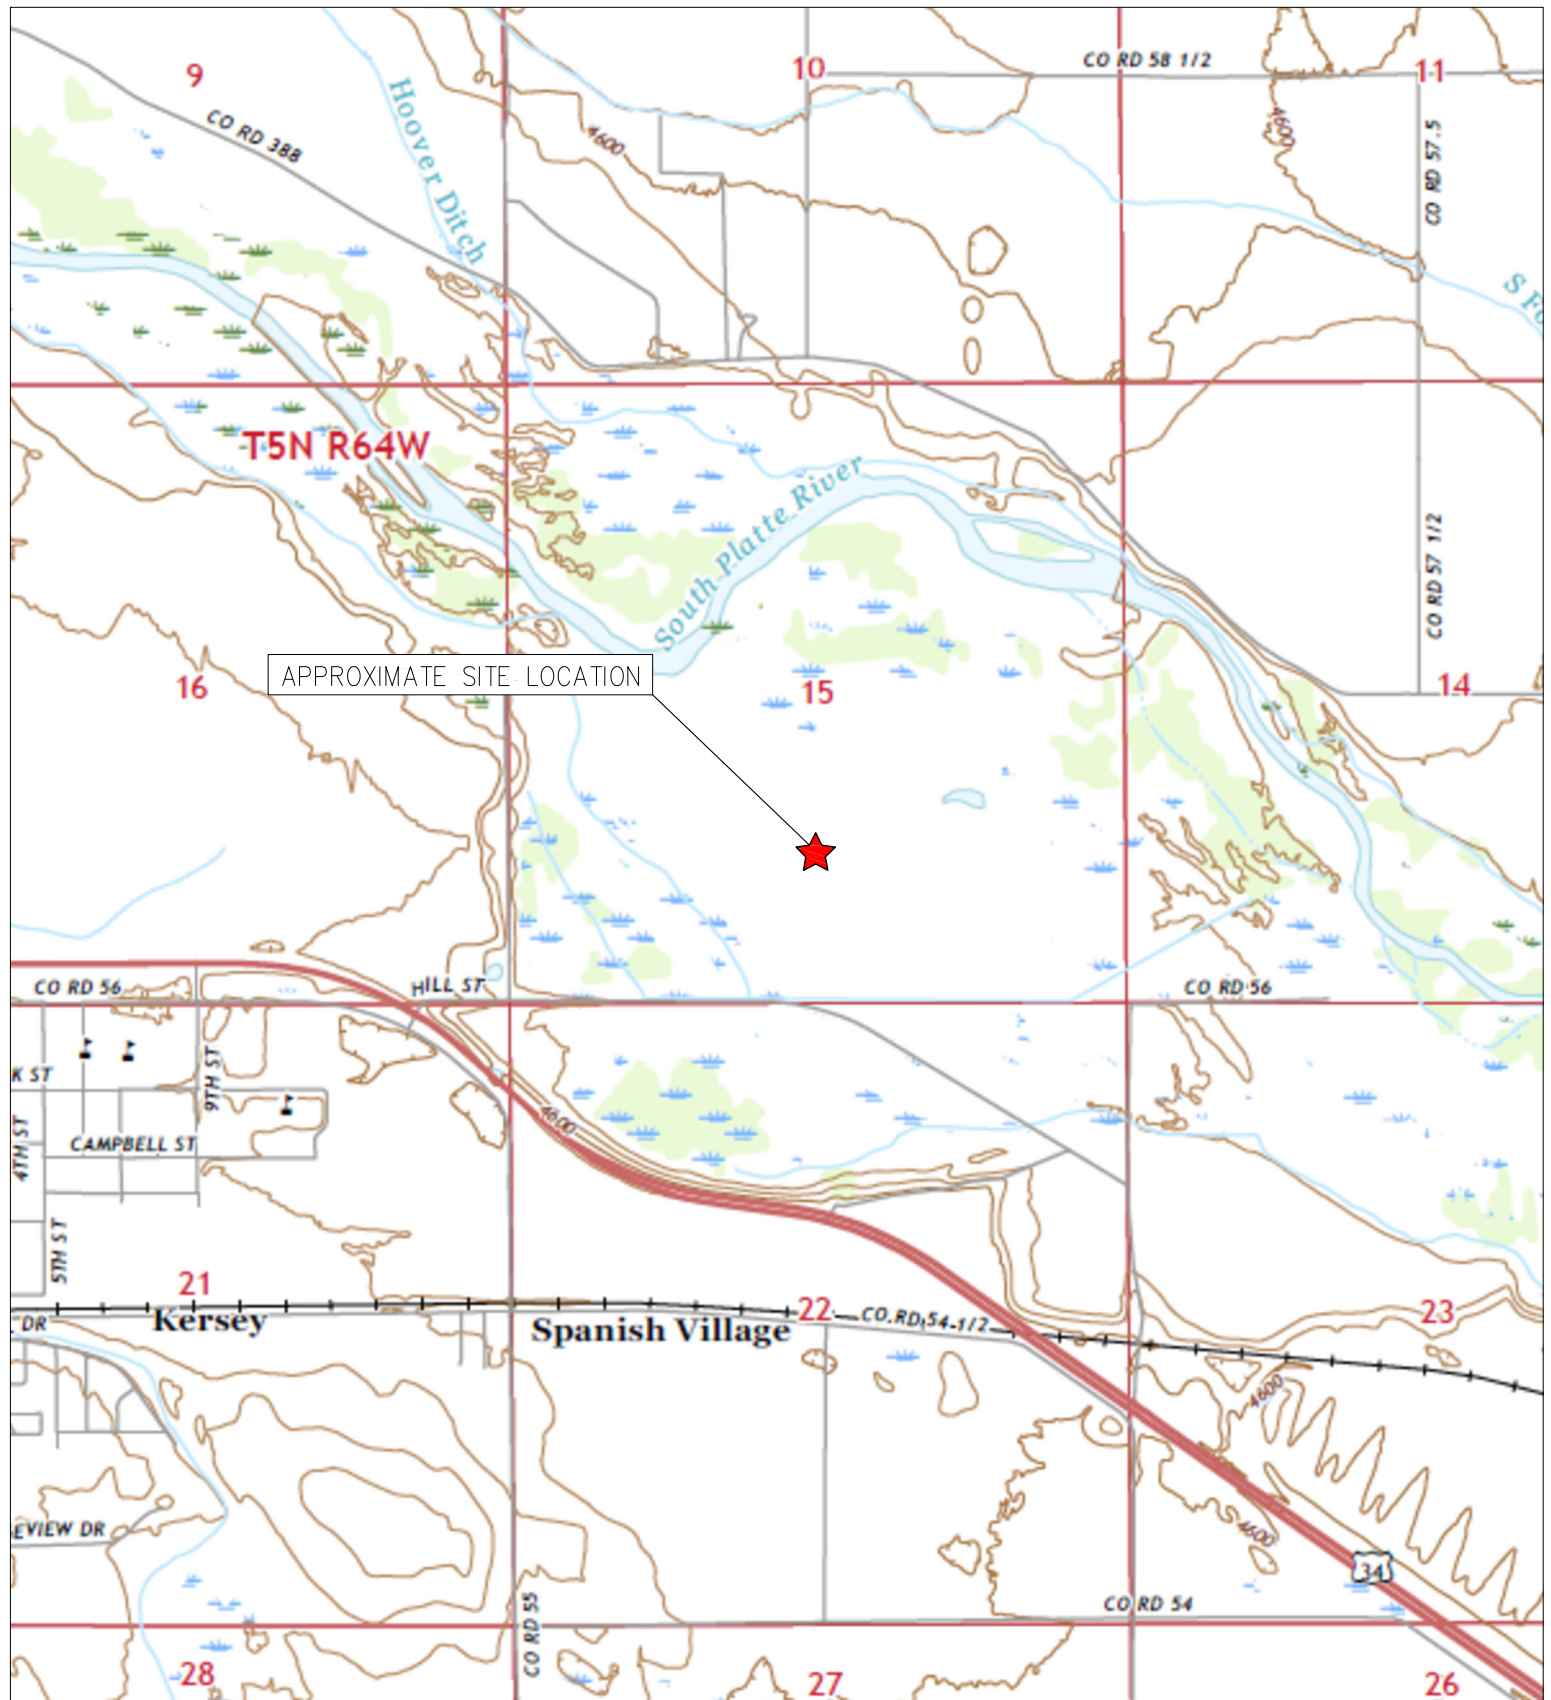 9
10
CO RD 58 1/2
11
CO RD 388
Hoover Ditch
4600
4600
CO RD 57.5
S Fo
T5N R64W
South Platte River
CO RD 57 1/2
APPROXIMATE SITE LOCATION
16
15
14
CO RD 56
HILL ST
CO RD 56
K ST
9TH ST
4TH ST
CAMPBELL ST
4600
5TH ST
21
22
23
DR
Kersey
Spanish Village
CO RD 54-1/2
4600
EVIEW DR
4600
34
CO RD 55
CO RD 54
28
27
26